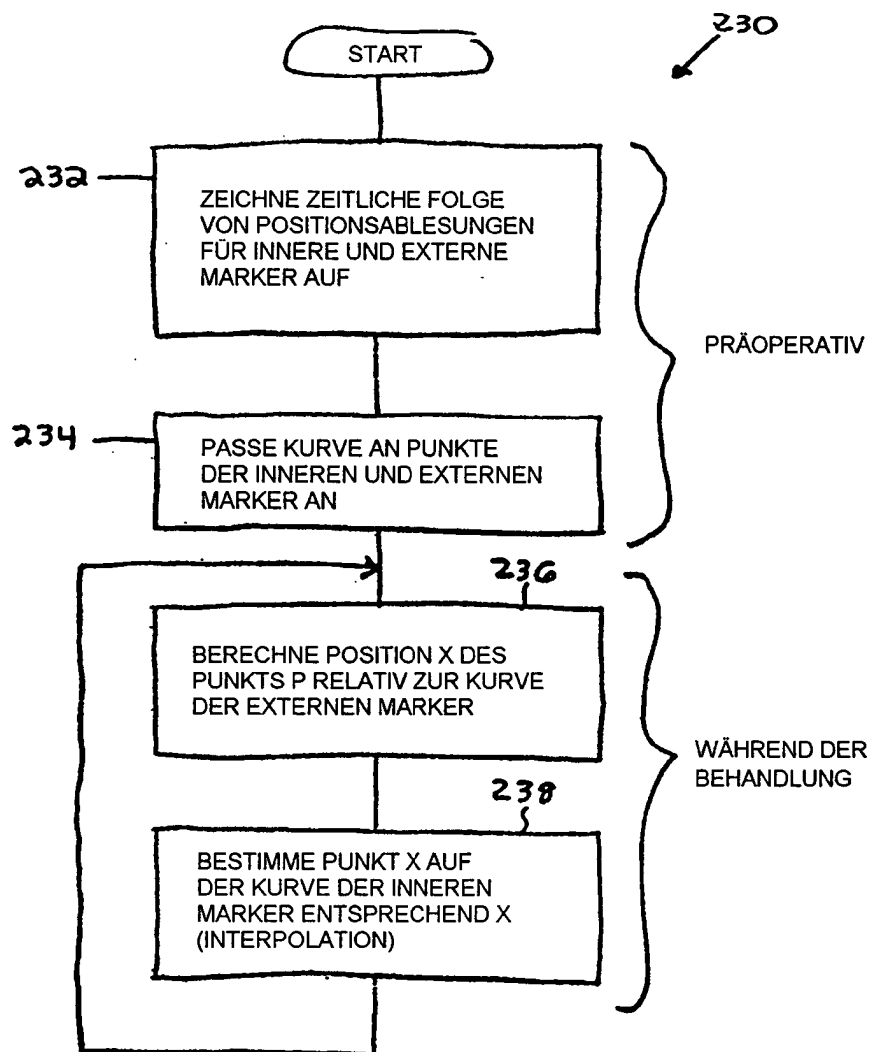 230
START
232
ZEICHNE ZEITLICHE FOLGE
VON POSITIONSABLESUNGEN
FÜR INNERE UND EXTERNE
MARKER AUF
PRÄOPERATIV
234
PASSE KURVE AN PUNKTE
DER INNEREN UND EXTERNEN
MARKER AN
236
BERECHNE POSITION X DES
PUNKTS P RELATIV ZUR KURVE
DER EXTERNEN MARKER
WÄHREND DER
BEHANDLUNG
238
BESTIMME PUNKT X AUF
DER KURVE DER INNEREN
MARKER ENTSPRECHEND X
(INTERPOLATION)